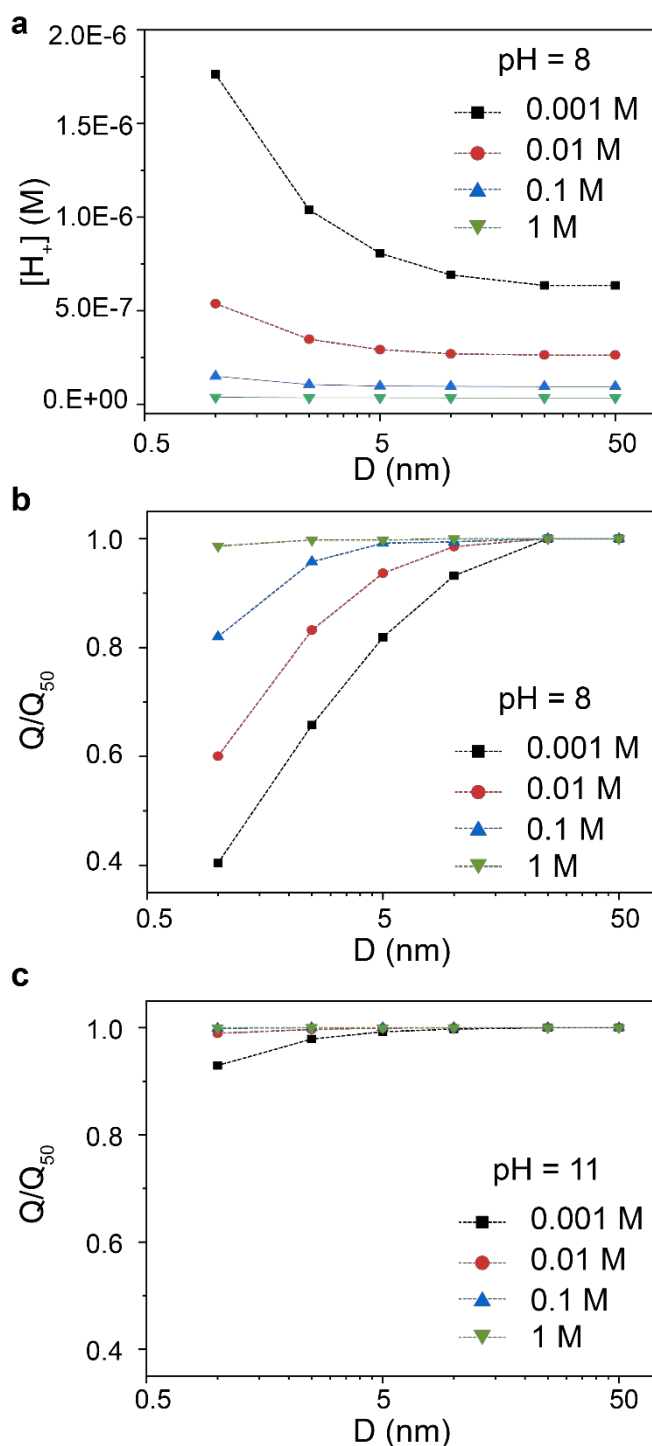 a
2.0E-6
1.5E-6
1.0E-6
5.0E-7
0.E+00
[H+] (M)
pH = 8
0.001 M
0.01 M
0.1 M
1 M
0.5
5
50
D (nm)
b
1.0
0.8
0.6
0.4
Q/Q50
pH = 8
0.001 M
0.01 M
0.1 M
1 M
0.5
5
50
D (nm)
c
1.0
0.8
0.6
0.4
Q/Q50
pH = 11
0.001 M
0.01 M
0.1 M
1 M
0.5
5
50
D (nm)